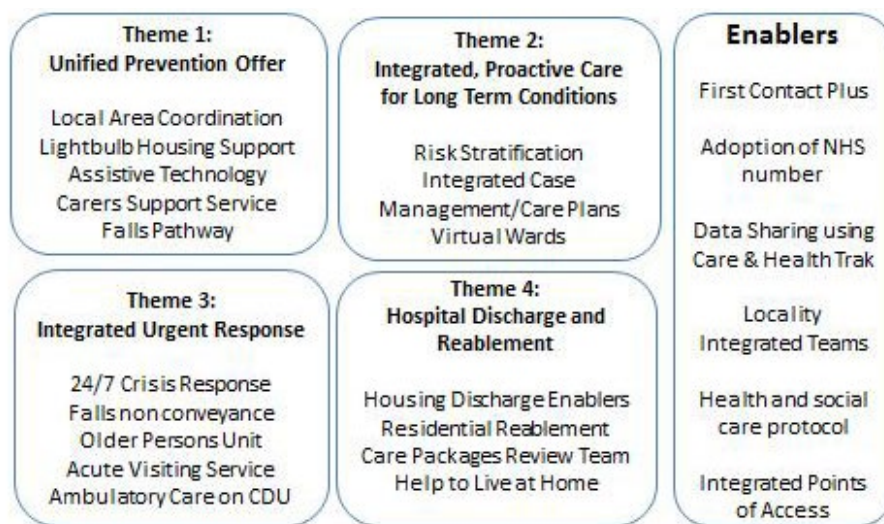 Theme 1:
Unified Prevention Offer
Local Area Coordination
Lightbulb Housing Support
Assistive Technology
Carers Support Service
Falls Pathway
Theme 2:
Integrated, Proactive Care
for Long Term Conditions
Risk Stratification
Integrated Case
Management/Care Plans
Virtual Wards
Theme 3:
Integrated Urgent Response
24/7 Crisis Response
Falls non conveyance
Older Persons Unit
Acute Visiting Service
Ambulatory Care on CDU
Theme 4:
Hospital Discharge and
Reablement
Housing Discharge Enablers
Residential Reablement
Care Packages Review Team
Help to Live at Home
Enablers
First Contact Plus
Adoption of NHS
number
Data Sharing using
Care & Health Trak
Locality
Integrated Teams
Health and social
care protocol
Integrated Points
of Access